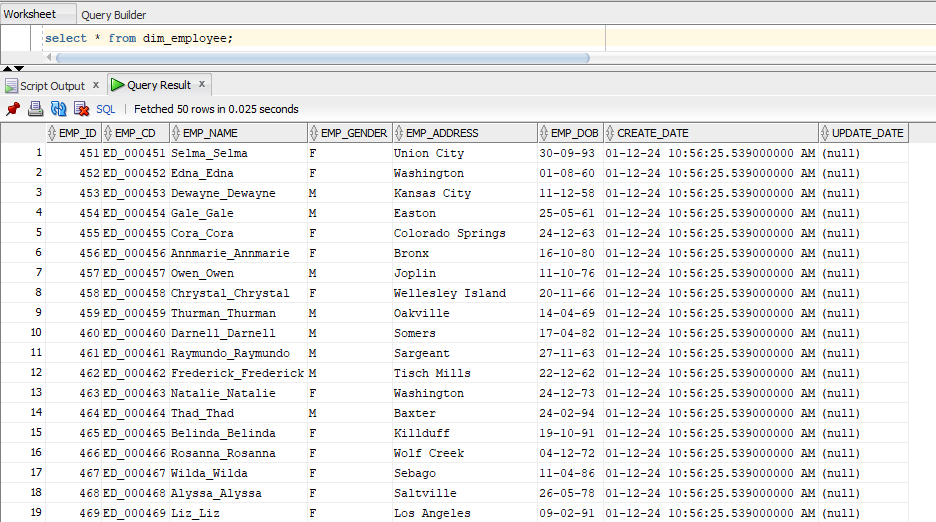 Worksheet Query Builder
select * from dim_employee;
Script Output x Query Result x
SQL | Fetched 50 rows in 0.025 seconds
EMP_ID EMP_CD EMP_NAME EMP_GENDER EMP_ADDRESS EMP_DOB CREATE_DATE UPDATE_DATE
1 451 ED_000451 Selma_Selma F Union City 30-09-93 01-12-24 10:56:25.539000000 AM (null)
2 452 ED_000452 Edna_Edna F Washington 01-08-60 01-12-24 10:56:25.539000000 AM (null)
3 453 ED_000453 Dewayne_Dewayne M Kansas City 11-12-58 01-12-24 10:56:25.539000000 AM (null)
4 454 ED_000454 Gale_Gale M Easton 25-05-61 01-12-24 10:56:25.539000000 AM (null)
5 455 ED_000455 Cora_Cora F Colorado Springs 24-12-63 01-12-24 10:56:25.539000000 AM (null)
6 456 ED_000456 Annmarie_Annmarie F Bronx 16-10-80 01-12-24 10:56:25.539000000 AM (null)
7 457 ED_000457 Owen_Owen M Joplin 11-10-76 01-12-24 10:56:25.539000000 AM (null)
8 458 ED_000458 Chrystal_Chrystal F Wellesley Island 20-11-66 01-12-24 10:56:25.539000000 AM (null)
9 459 ED_000459 Thurman_Thurman M Oakville 14-04-69 01-12-24 10:56:25.539000000 AM (null)
10 460 ED_000460 Darnell_Darnell M Somers 17-04-82 01-12-24 10:56:25.539000000 AM (null)
11 461 ED_000461 Raymundo_Raymundo M Sargeant 27-11-63 01-12-24 10:56:25.539000000 AM (null)
12 462 ED_000462 Frederick_Frederick M Tisch Mills 22-12-62 01-12-24 10:56:25.539000000 AM (null)
13 463 ED_000463 Natalie_Natalie F Washington 24-12-73 01-12-24 10:56:25.539000000 AM (null)
14 464 ED_000464 Thad_Thad M Baxter 24-02-94 01-12-24 10:56:25.539000000 AM (null)
15 465 ED_000465 Belinda_Belinda F Killduff 19-10-91 01-12-24 10:56:25.539000000 AM (null)
16 466 ED_000466 Rosanna_Rosanna F Wolf Creek 04-12-72 01-12-24 10:56:25.539000000 AM (null)
17 467 ED_000467 Wilda_Wilda F Sebago 11-04-86 01-12-24 10:56:25.539000000 AM (null)
18 468 ED_000468 Alyssa_Alyssa F Saltville 26-05-78 01-12-24 10:56:25.539000000 AM (null)
19 469 ED_000469 Liz_Liz F Los Angeles 09-02-91 01-12-24 10:56:25.539000000 AM (null)